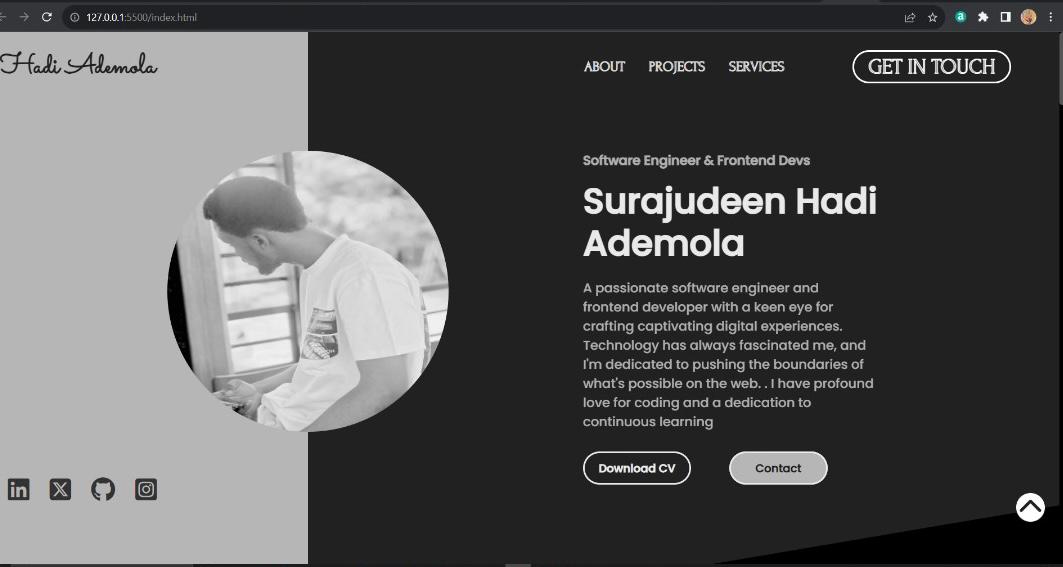 127.0.0.1:5500/index.html
Hadi Ademola
ABOUT PROJECTS SERVICES GET IN TOUCH
Software Engineer & Frontend Devs
Surajudeen Hadi
Ademola
A passionate software engineer and
frontend developer with a keen eye for
crafting captivating digital experiences.
Technology has always fascinated me, and
I'm dedicated to pushing the boundaries of
what's possible on the web. . I have profound
love for coding and a dedication to
continuous learning
Download CV Contact